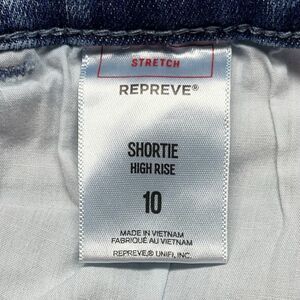 STRETCH
REPREVE®
SHORTIE
HIGH RISE
10
MADE IN VIETNAM
FABRIQUÉ AU VIETNAM
REPREVE,® UNIFI, INC.